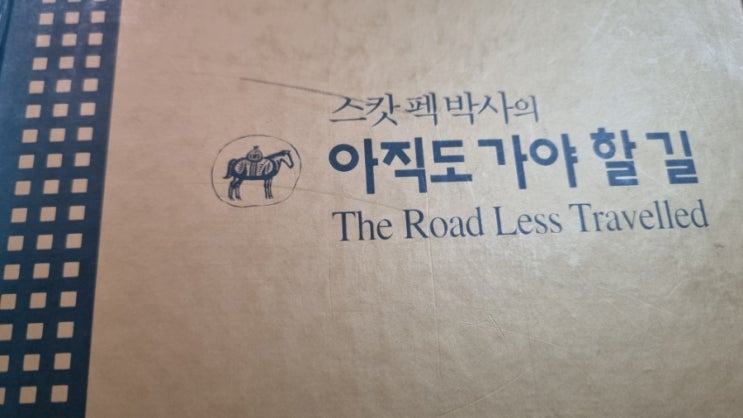 스캇 펙 박사의
아직도 가야 할 길
The Road Less Travelled